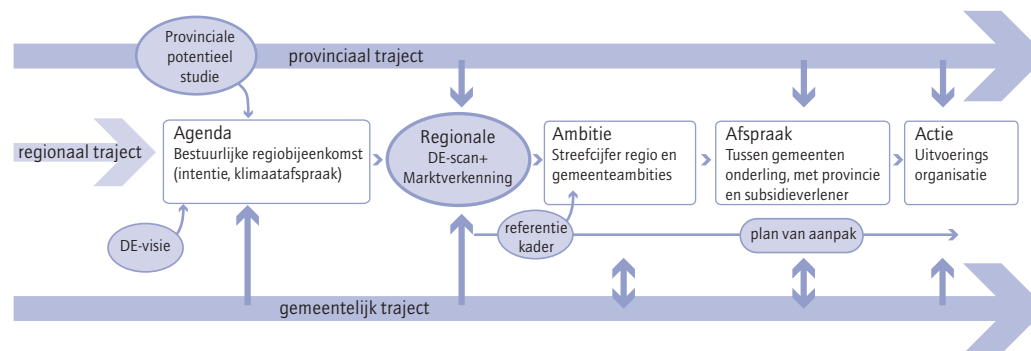 Provinciale
potentieel
studie
provinciaal traject
regionaal traject
Agenda
Bestuurlijke regiobijeenkomst
(intentie, klimaatafspraak)
Regionale
DE-scan+
Marktverkenning
Ambitie
Streefcijfer regio en
gemeenteambities
Afspraak
Tussen gemeenten
onderling, met provincie
en subsidieverlener
Actie
Uitvoerings
organisatie
DE-visie
referentie
kader
plan van aanpak
gemeentelijk traject